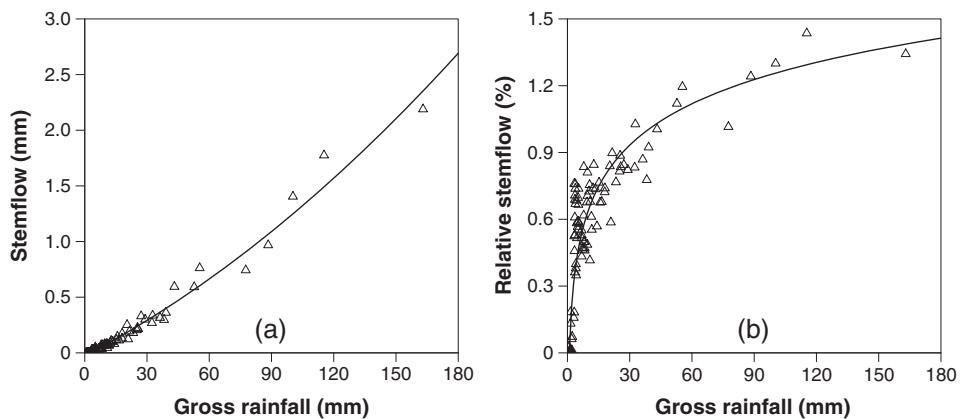 3.0
2.5
2.0
1.5
1.0
0.5
0
Stemflow (mm)
0 30 60 90 120 150 180
Gross rainfall (mm)
(a)
1.5
1.2
0.9
0.6
0.3
0
Relative stemflow (%)
0 30 60 90 120 150 180
Gross rainfall (mm)
(b)